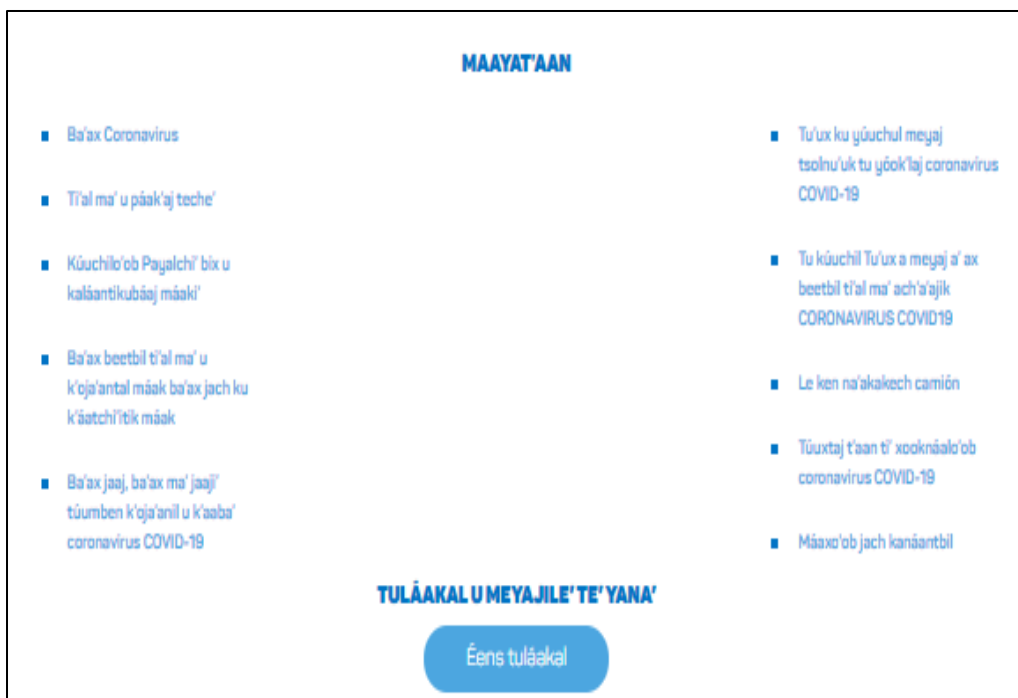 MAAYAT'AAN
Ba'ax Coronavirus
Ti'al ma' u páak'aj teche'
Kúuchilo'ob Payalchi' bix u
kaláantikubáaj máaki'
Ba'ax beetbil ti'al ma' u
k'oja'antal máak ba'ax jach ku
k'áatchi'itik máak
Ba'ax jaaj, ba'ax ma' jaaji'
túumben k'oja'anil u k'aaba'
coronavirus COVID-19
Tu'ux ku yúuchul meyaj
tsolnu'uk tu yóok'laj coronavirus
COVID-19
Tu kúuchil Tu'ux a meyaj a' ax
beetbil ti'al ma' ach'a'ajik
CORONAVIRUS COVID19
Le ken na'akakech camión
Túuxtaj t'aan ti' xooknáalo'ob
coronavirus COVID-19
Máaxo'ob jach kanáantbil
TULÁAKAL U MEYAJILE' TE' YANA'
Éens tuláakal